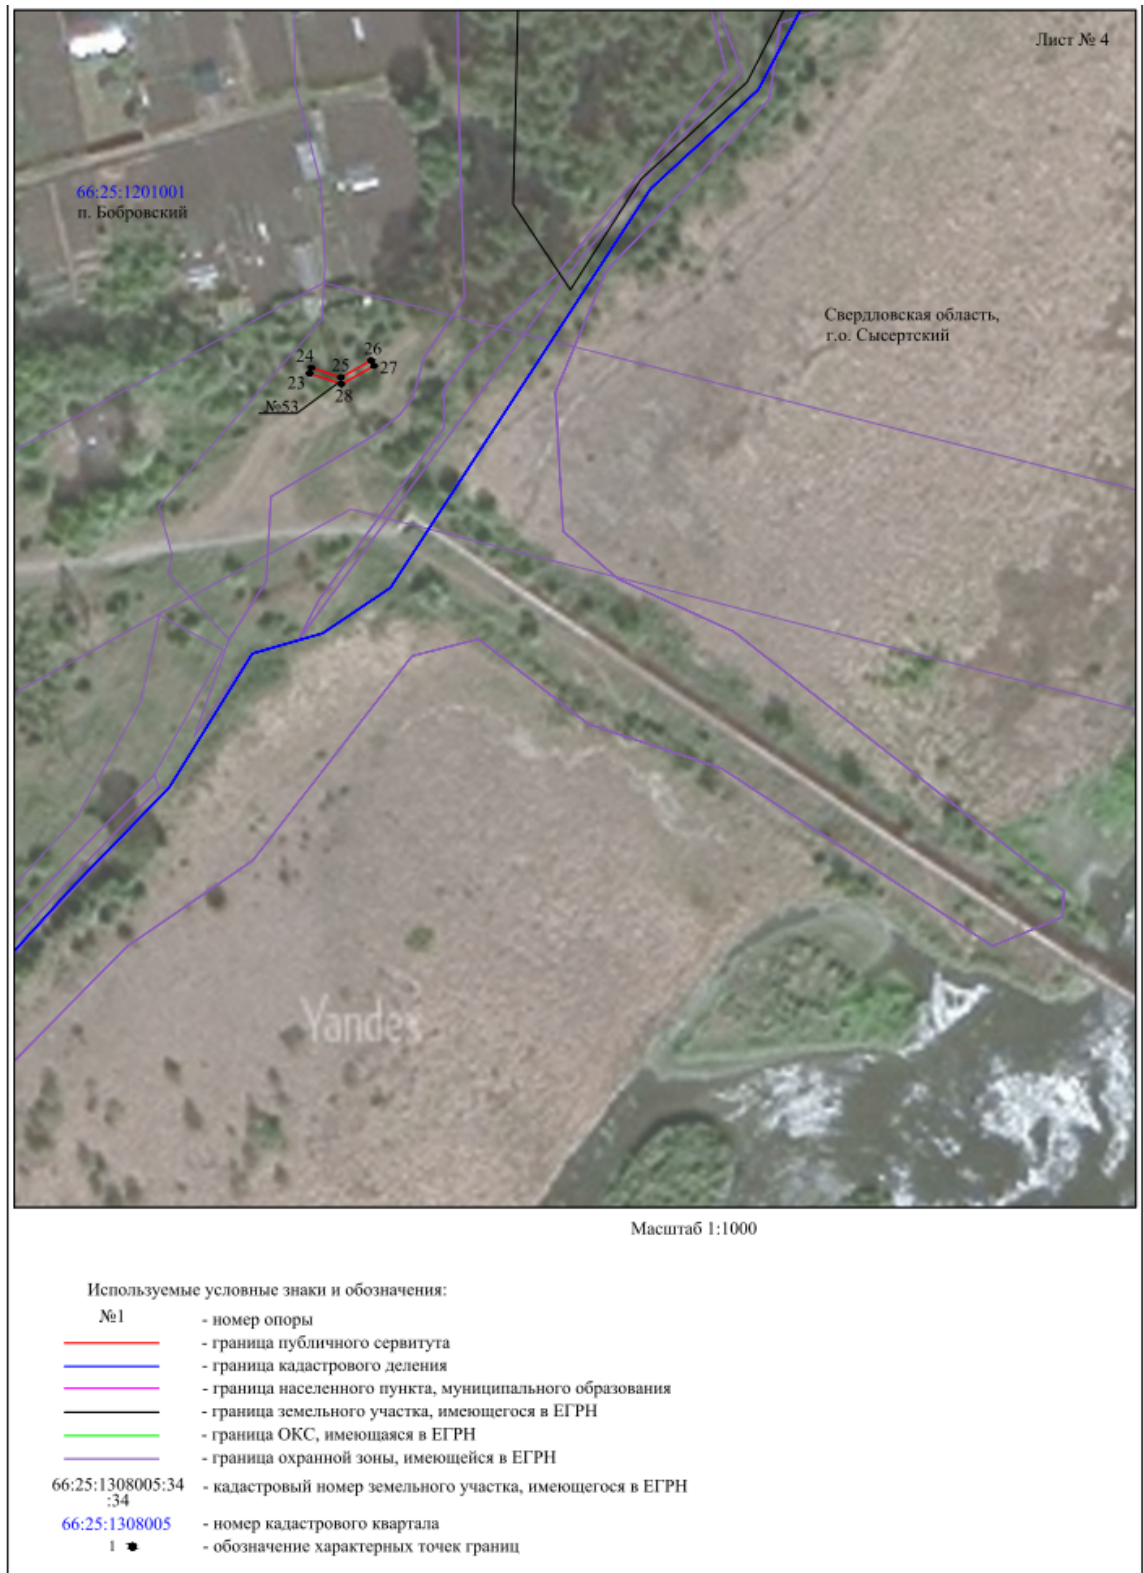 Лист № 4
66:25:1201001
п. Бобровский
Свердловская область,
г.о. Сысертский
26
24
25
27
23
28
№53
Yandex
Масштаб 1:1000
Используемые условные знаки и обозначения:
№1 - номер опоры
- граница публичного сервитута
- граница кадастрового деления
- граница населенного пункта, муниципального образования
- граница земельного участка, имеющегося в ЕГРН
- граница ОКС, имеющаяся в ЕГРН
- граница охранной зоны, имеющейся в ЕГРН
66:25:1308005:34 - кадастровый номер земельного участка, имеющегося в ЕГРН
:34
66:25:1308005 - номер кадастрового квартала
1 - обозначение характерных точек границ